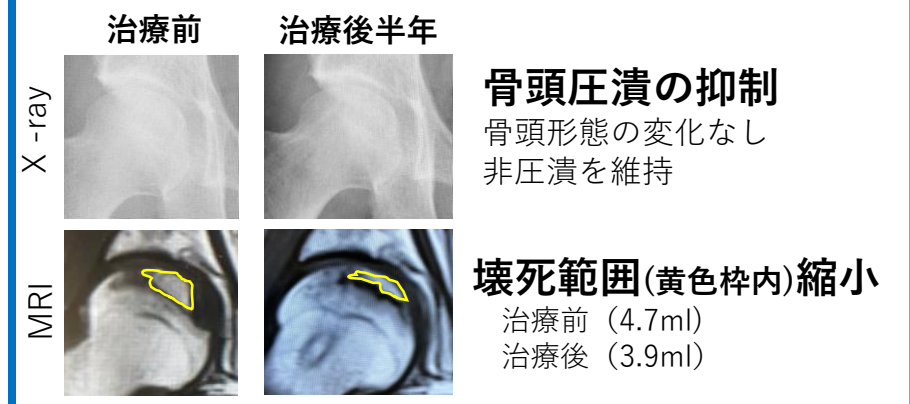 治療前
治療後半年
X -ray
骨頭圧潰の抑制
骨頭形態の変化なし
非圧潰を維持
MRI
壊死範囲(黄色枠内)縮小
治療前（4.7ml）
治療後（3.9ml）